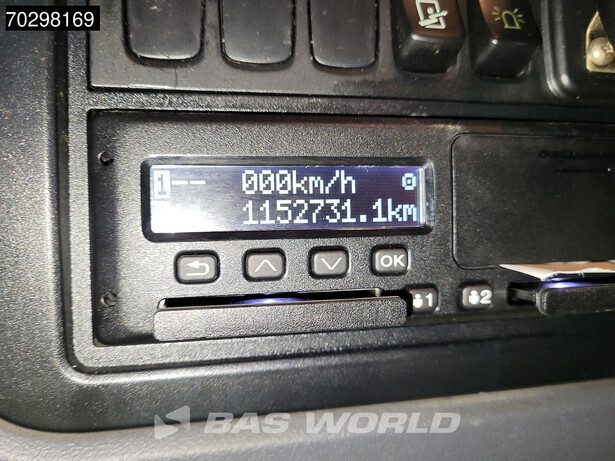 70298169
1 -- 000km/h
1152731.1km
OK
1 2
BAS WORLD